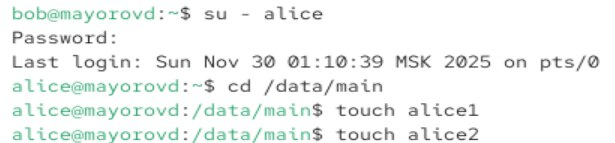 bob@mayorovd:~$ su - alice
Password:
Last login: Sun Nov 30 01:10:39 MSK 2025 on pts/0
alice@mayorovd:~$ cd /data/main
alice@mayorovd:/data/main$ touch alice1
alice@mayorovd:/data/main$ touch alice2